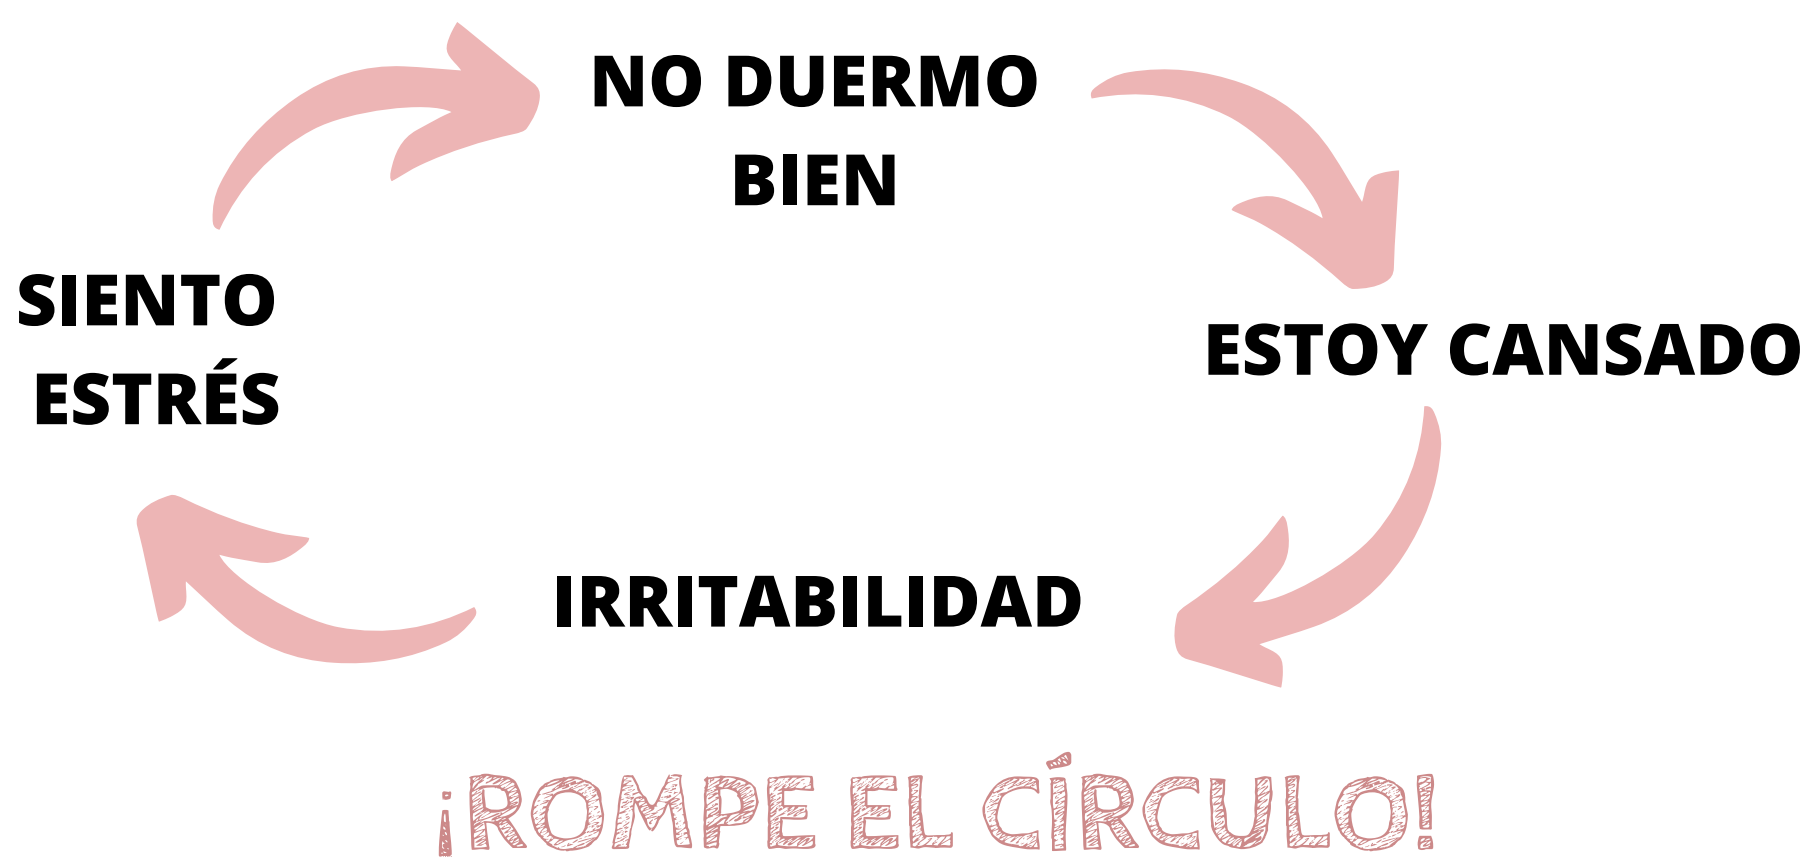 NO DUERMO
BIEN
SIENTO
ESTRÉS
ESTOY CANSADO
IRRITABILIDAD
¡ROMPE EL CÍRCULO!